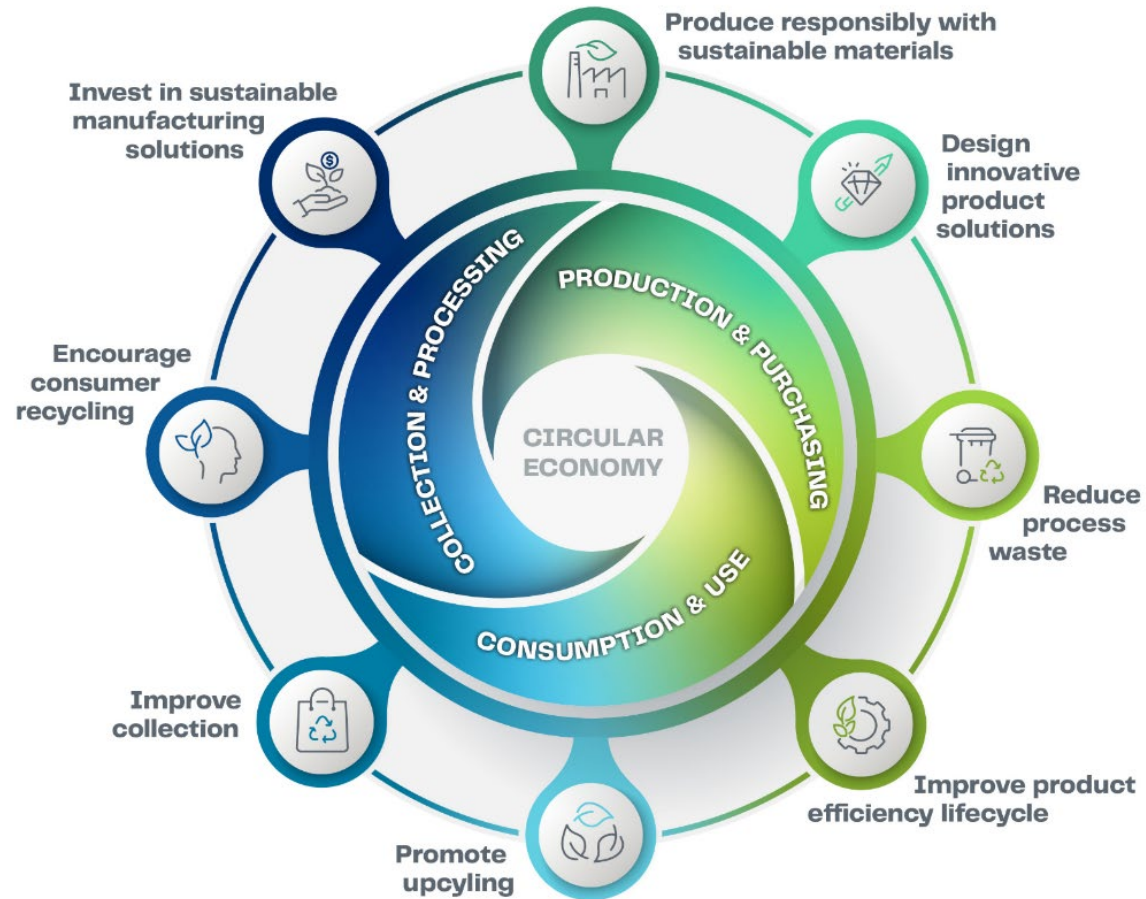 Produce responsibly with
sustainable materials
Invest in sustainable
manufacturing
solutions
$
Design
innovative
product
solutions
COLLECTION & PROCESSING
PRODUCTION & PURCHASING
Encourage
consumer
recycling
CIRCULAR
ECONOMY
Reduce
process
waste
CONSUMPTION & USE
Improve
collection
Improve product
efficiency lifecycle
Promote
upcyling